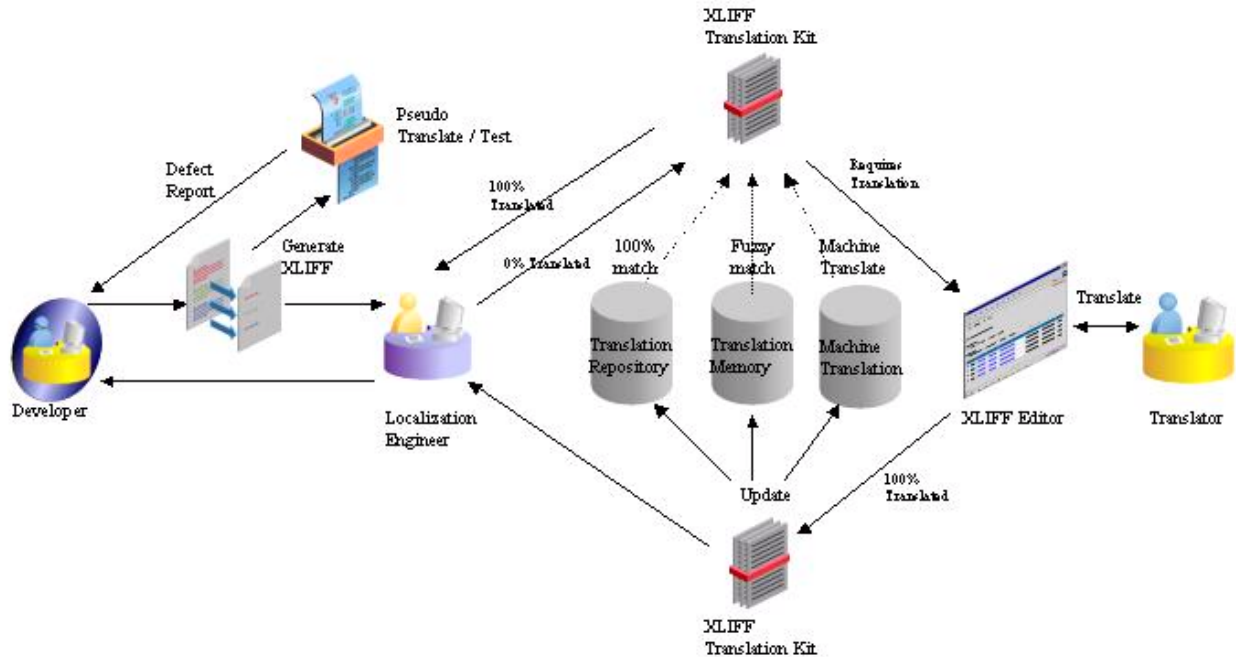 XLIFF
Translation Kit
Pseudo
Translate / Test
Defect
Report
100%
Translated
Requires
Translation
Generate
XLIFF
0% Translated
100%
match
Fuzzy
match
Machine
Translate
Translate
Translation
Repository
Translation
Memory
Machine
Translation
Developer
Localization
Engineer
XLIFF Editor
Translator
100%
Translated
Update
XLIFF
Translation Kit